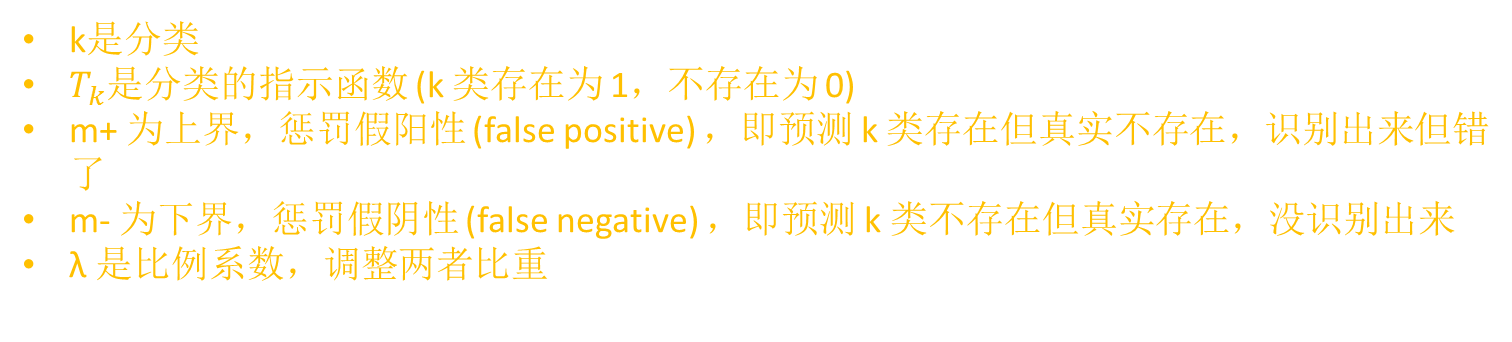 • k是分类
• Tₖ是分类的指示函数 (k 类存在为 1，不存在为 0)
• m+ 为上界，惩罚假阳性 (false positive) ，即预测 k 类存在但真实不存在，识别出来但错
了
• m- 为下界，惩罚假阴性 (false negative) ，即预测 k 类不存在但真实存在，没识别出来
• λ 是比例系数，调整两者比重